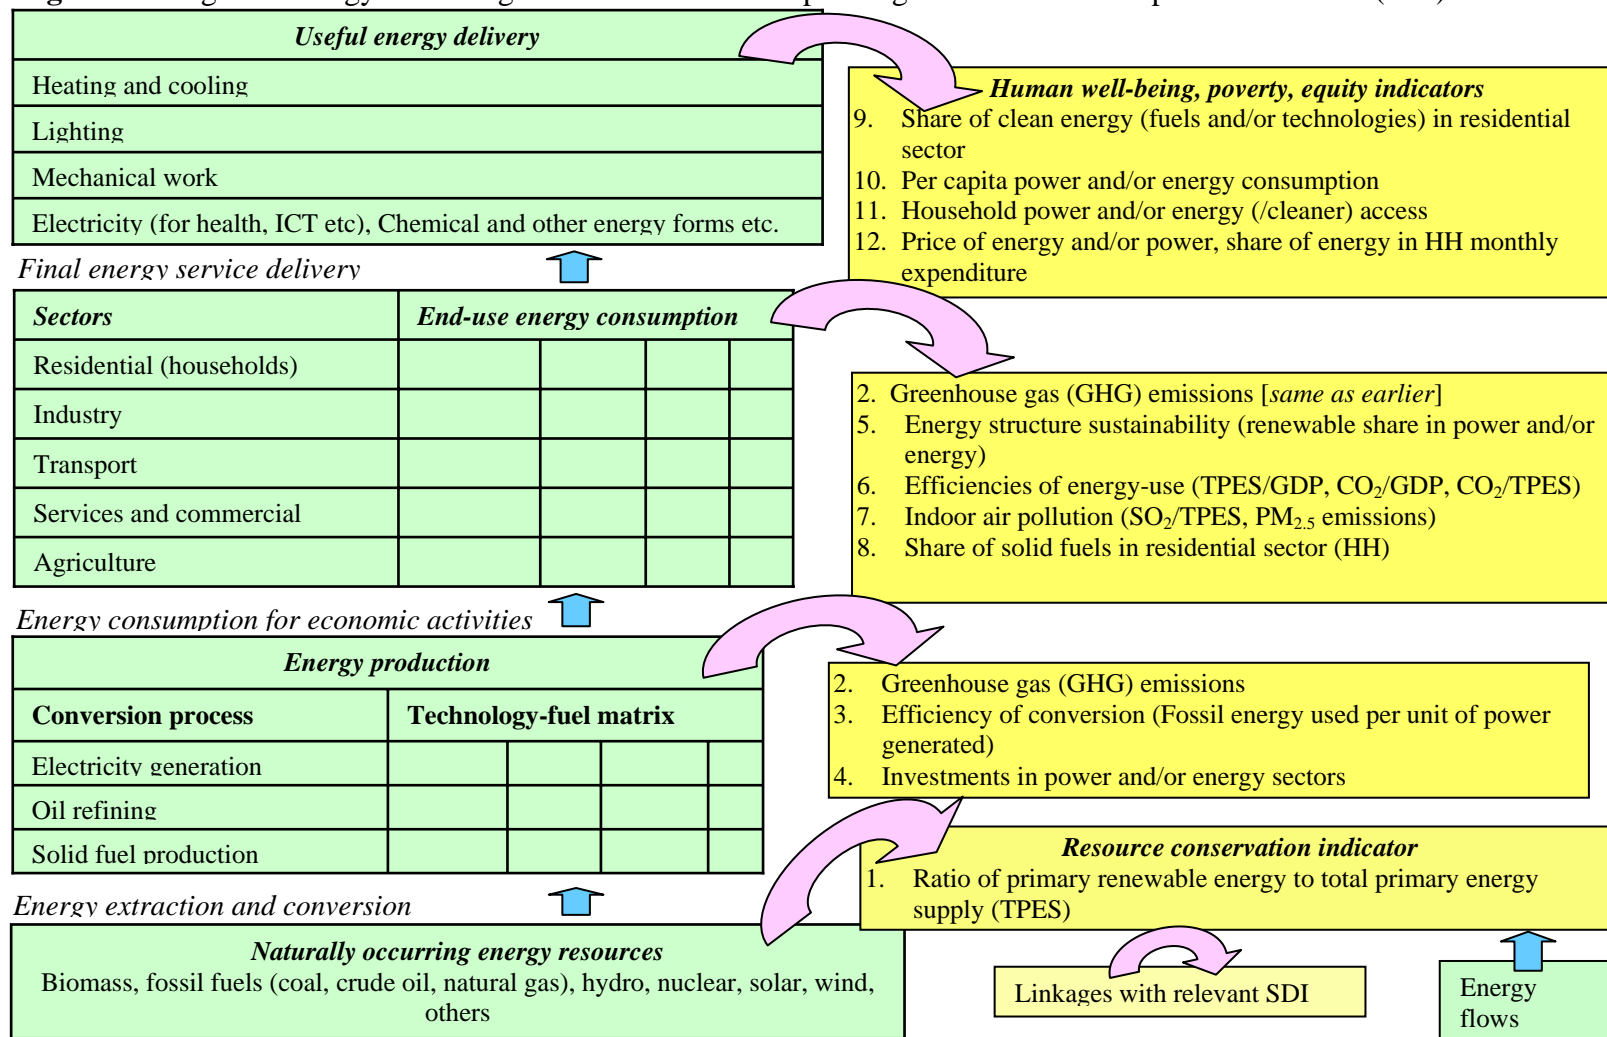 Useful energy delivery
Heating and cooling
Lighting
Mechanical work
Electricity (for health, ICT etc), Chemical and other energy forms etc.
Human well-being, poverty, equity indicators
9. Share of clean energy (fuels and/or technologies) in residential
sector
10. Per capita power and/or energy consumption
11. Household power and/or energy (/cleaner) access
12. Price of energy and/or power, share of energy in HH monthly
expenditure
Final energy service delivery
Sectors End-use energy consumption
Residential (households)
Industry
Transport
Services and commercial
Agriculture
2. Greenhouse gas (GHG) emissions [same as earlier]
5. Energy structure sustainability (renewable share in power and/or
energy)
6. Efficiencies of energy-use (TPES/GDP, CO2/GDP, CO2/TPES)
7. Indoor air pollution (SO2/TPES, PM2.5 emissions)
8. Share of solid fuels in residential sector (HH)
Energy consumption for economic activities
Energy production
Conversion process Technology-fuel matrix
Electricity generation
Oil refining
Solid fuel production
2. Greenhouse gas (GHG) emissions
3. Efficiency of conversion (Fossil energy used per unit of power
generated)
4. Investments in power and/or energy sectors
Resource conservation indicator
1. Ratio of primary renewable energy to total primary energy
supply (TPES)
Energy extraction and conversion
Naturally occurring energy resources
Biomass, fossil fuels (coal, crude oil, natural gas), hydro, nuclear, solar, wind,
others
Linkages with relevant SDI
Energy
flows